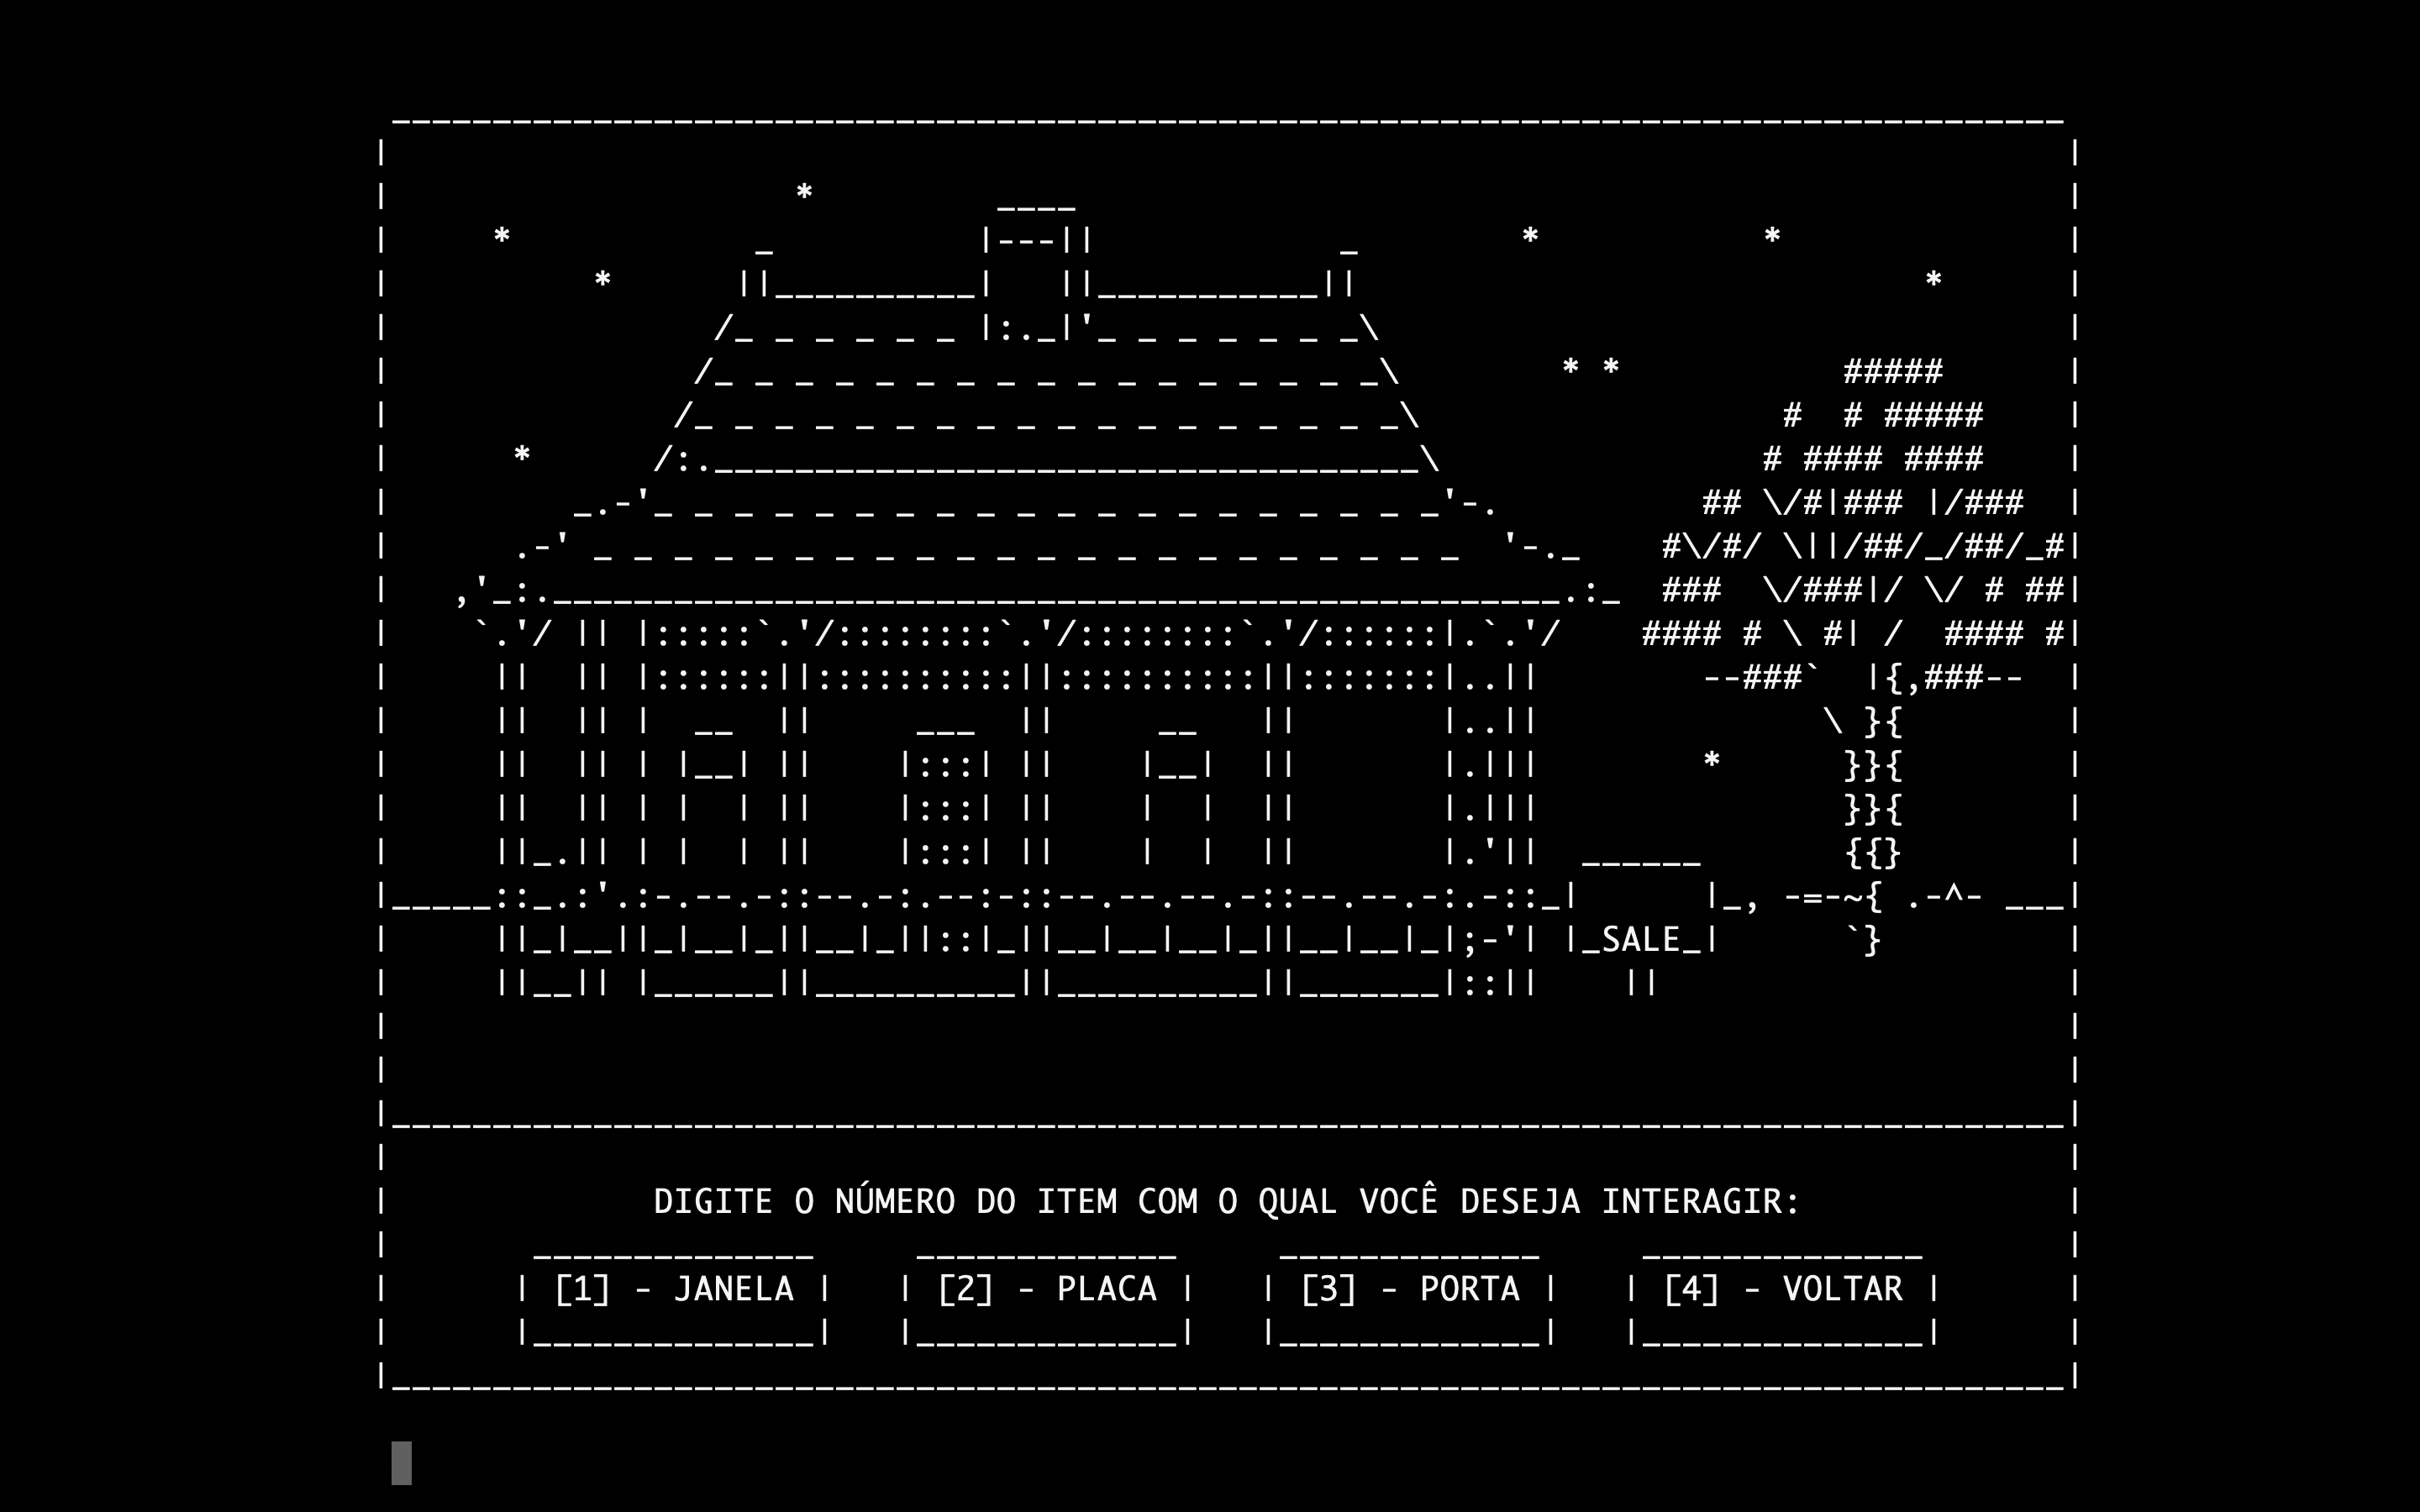 SALE
DIGITE O NÚMERO DO ITEM COM O QUAL VOCÊ DESEJA INTERAGIR:
[1] - JANELA [2] - PLACA [3] - PORTA [4] - VOLTAR